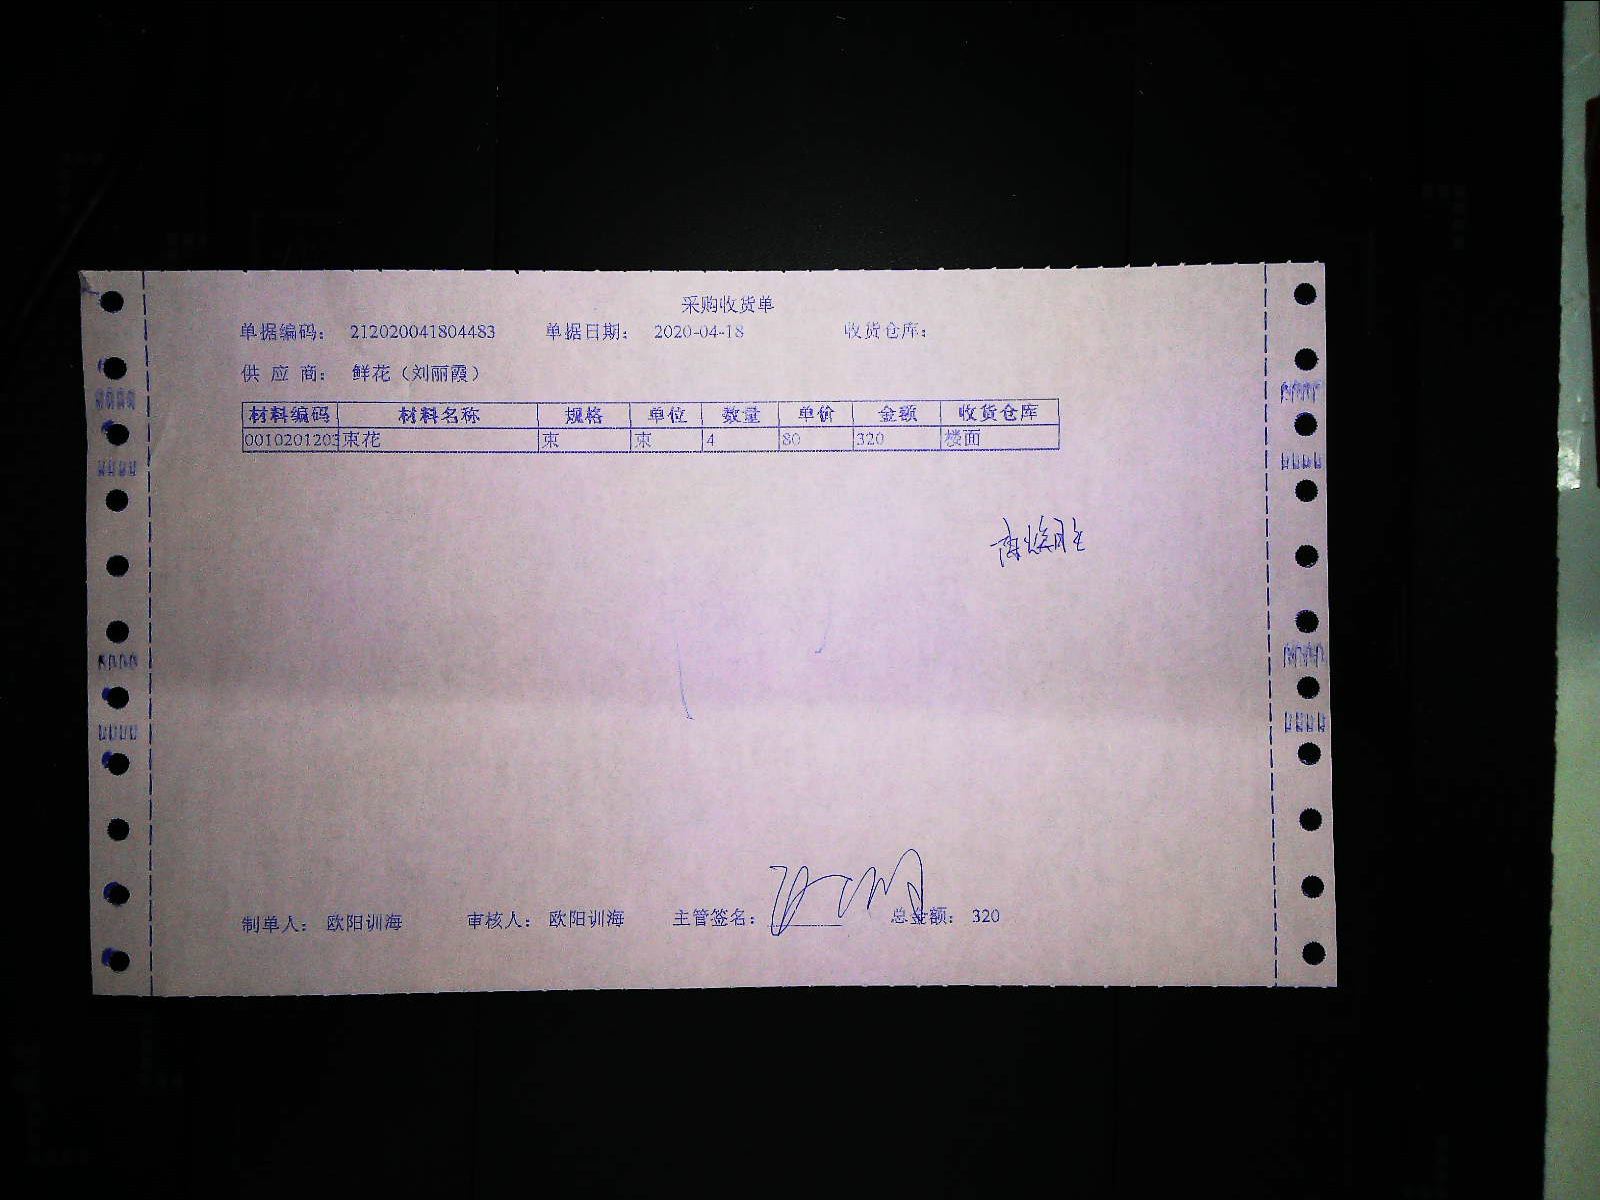 采购收货单
单据编码： 212020041804483 单据日期： 2020-04-18 收货仓库：
供 应 商： 鲜花（刘丽霞）
材料编码 材料名称 规格 单位 数量 单价 金额 收货仓库
0010201203 束花 束 束 4 80 320 楼面
制单人： 欧阳训海 审核人： 欧阳训海 主管签名： 总金额： 320